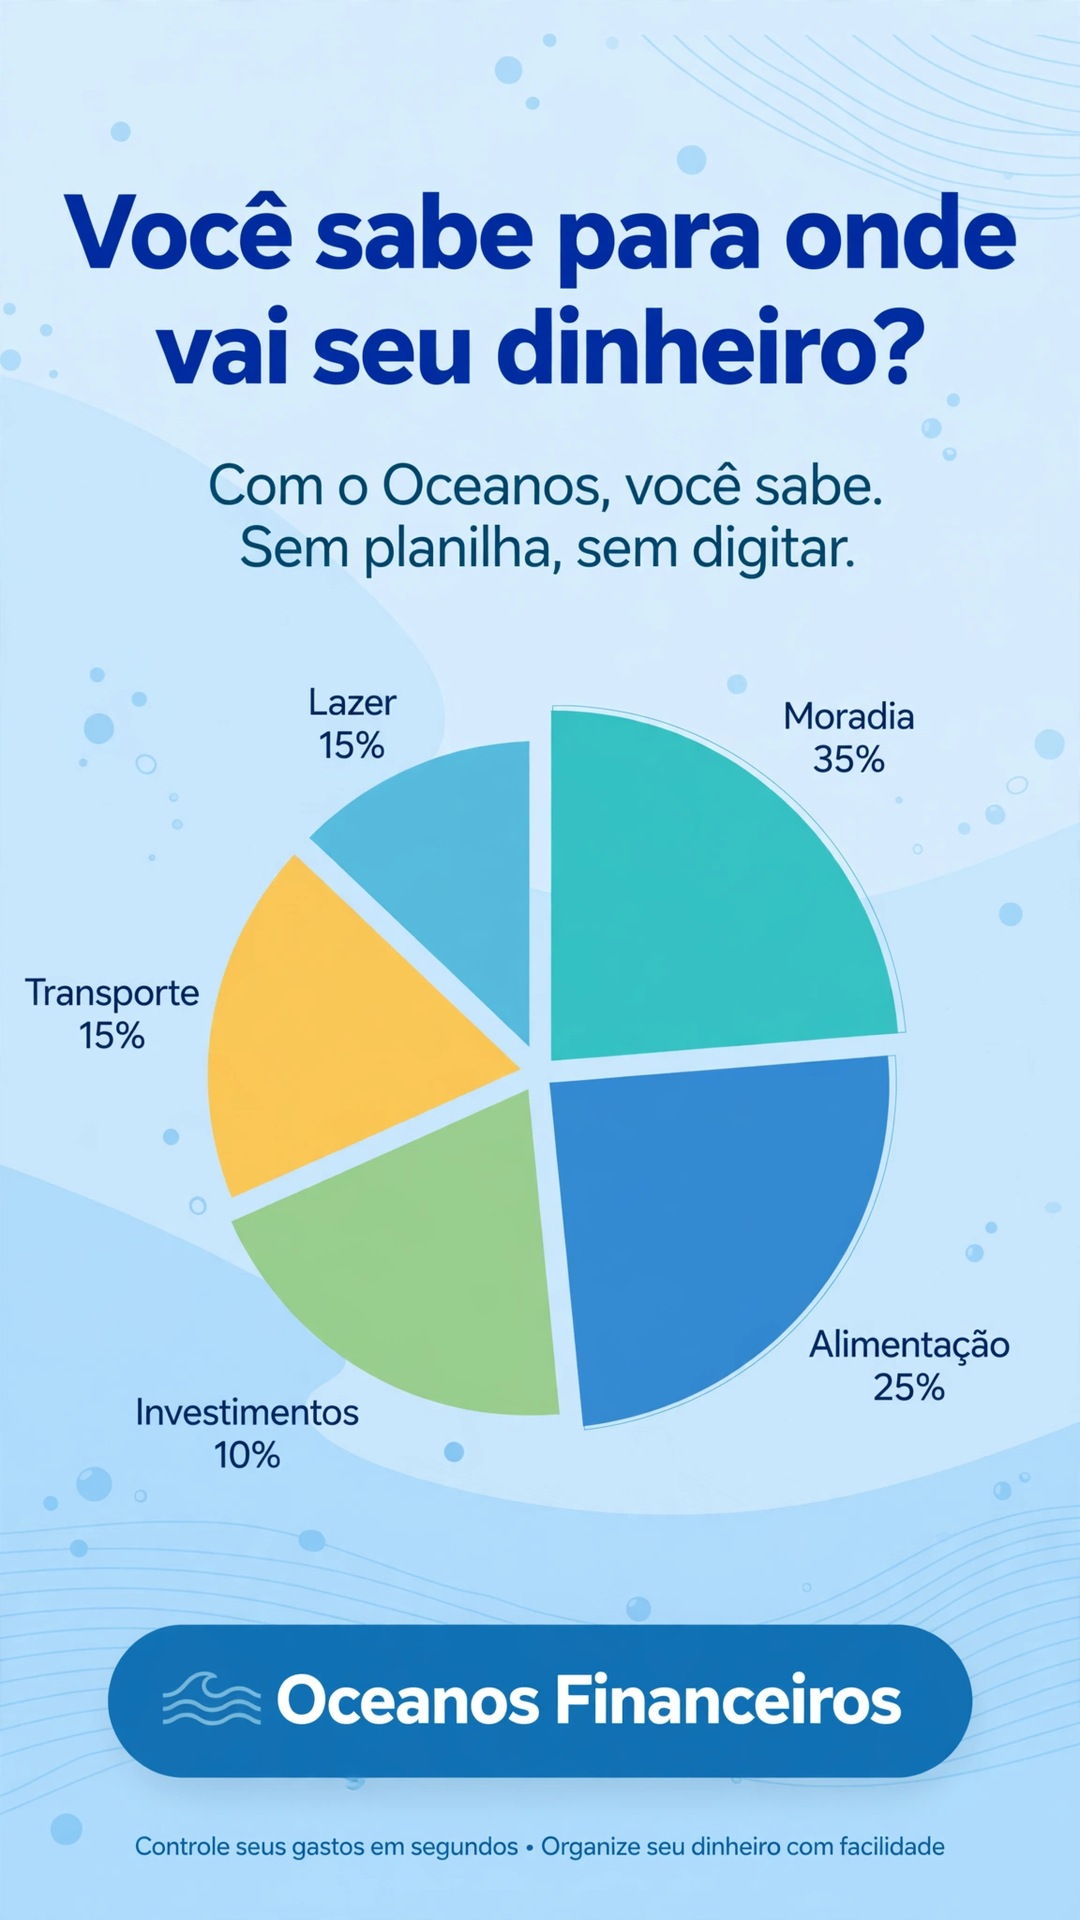 Você sabe para onde
vai seu dinheiro?
Com o Oceanos, você sabe.
Sem planilha, sem digitar.
Lazer
15%
Moradia
35%
Transporte
15%
Alimentação
25%
Investimentos
10%
Oceanos Financeiros
Controle seus gastos em segundos • Organize seu dinheiro com facilidade